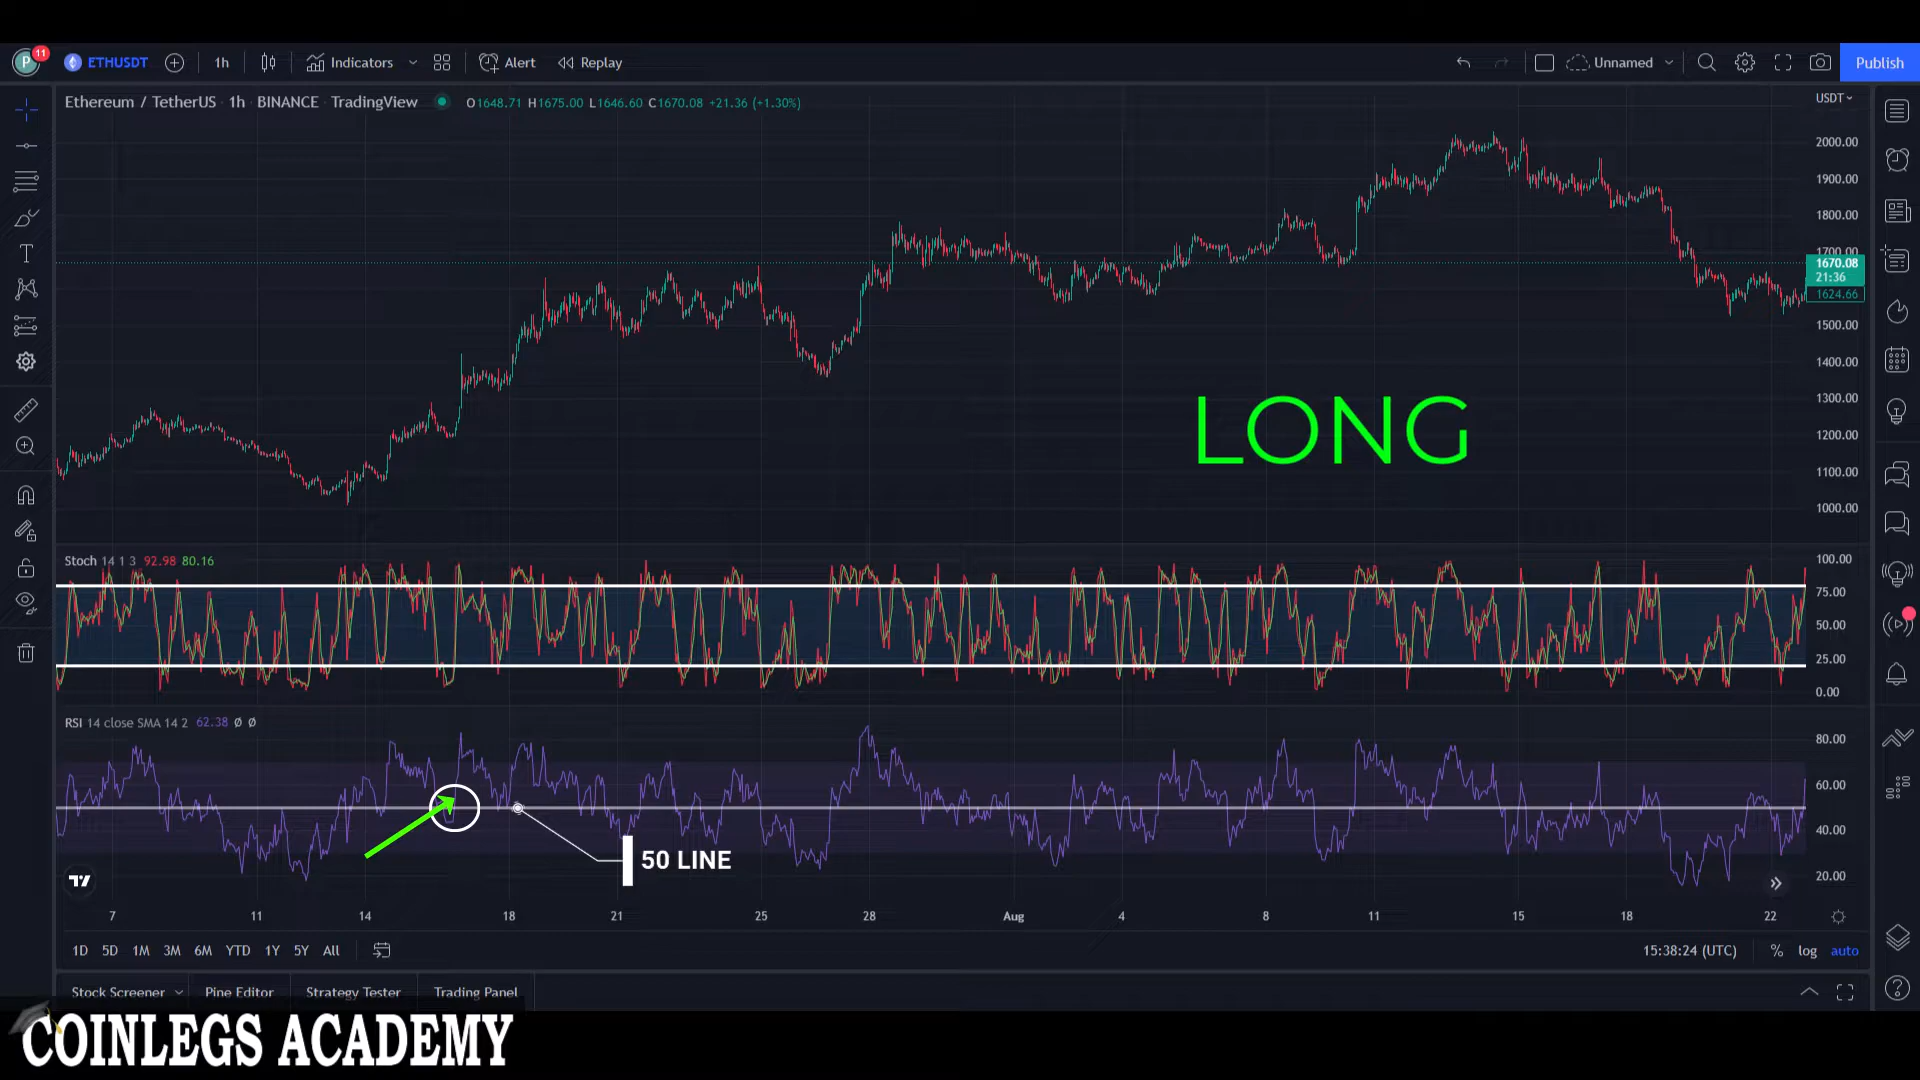 P 11 ETHUSDT 1h Indicators Alert Replay Unnamed Publish
Ethereum / TetherUS · 1h · BINANCE · TradingView O1648.71 H1675.00 L1646.60 C1670.08 +21.36 (+1.30%)
USDT
2000.00
1900.00
1800.00
1700.00
1670.08
21:36
1624.66
1500.00
1400.00
1300.00
1200.00
1100.00
1000.00
LONG
Stoch 14 1 3 92.98 80.16
100.00
75.00
50.00
25.00
0.00
RSI 14 close SMA 14 2 62.38 Ø Ø
80.00
60.00
40.00
20.00
50 LINE
7 11 14 18 21 25 28 Aug 4 8 11 15 18 22
1D 5D 1M 3M 6M YTD 1Y 5Y All 15:38:24 (UTC) % log auto
Stock Screener Pine Editor Strategy Tester Trading Panel
COINLEGS ACADEMY